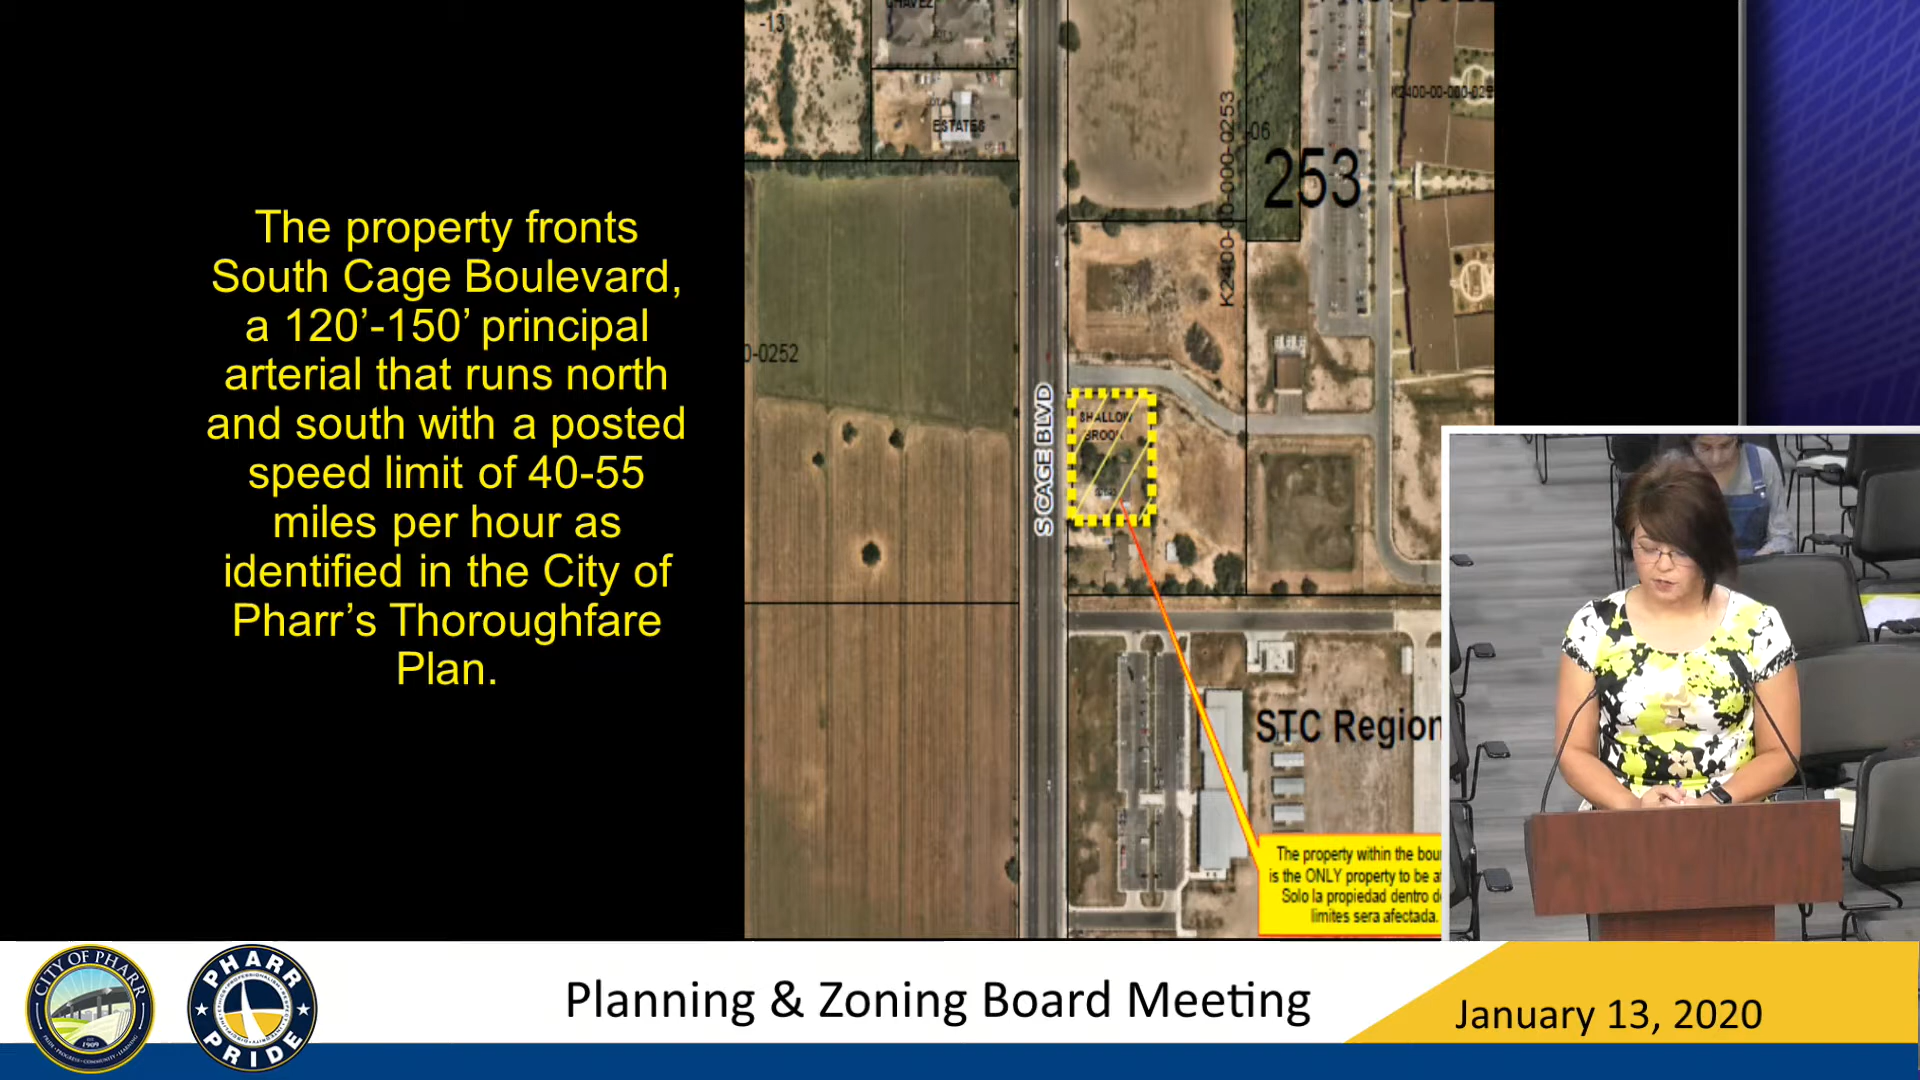 The property fronts
South Cage Boulevard,
a 120’-150’ principal
arterial that runs north
and south with a posted
speed limit of 40-55
miles per hour as
identified in the City of
Pharr’s Thoroughfare
Plan.
-13
CHAVEZ
ESTATES
K2400-00-000-0253
-06
253
0-0252
S CAGE BLVD
SHALLOW
BROOK
STC Region
The property within the bou
is the ONLY property to be a
Solo la propiedad dentro d
limites sera afectada.
CITY OF PHARR
1909
PHARR
PRIDE
Planning & Zoning Board Meeting
January 13, 2020